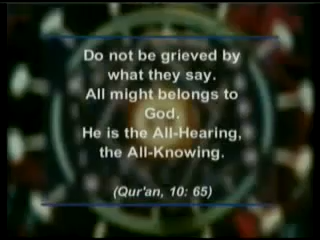 Do not be grieved by
what they say.
All might belongs to
God.
He is the All-Hearing,
the All-Knowing.
(Qur'an, 10: 65)